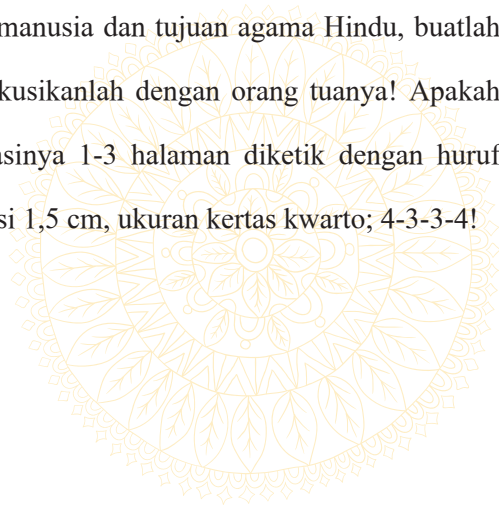 manusia dan tujuan agama Hindu, buatlah
kusikanlah dengan orang tuanya! Apakah
asinya 1-3 halaman diketik dengan huruf
si 1,5 cm, ukuran kertas kwarto; 4-3-3-4!